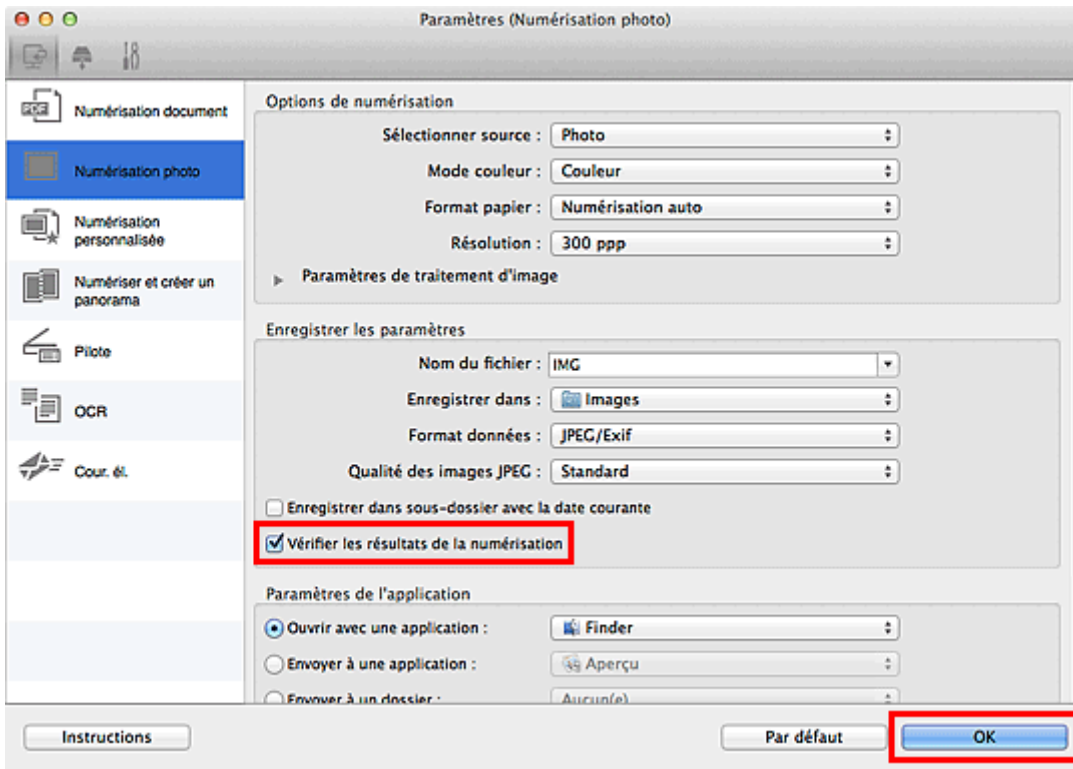 Paramètres (Numérisation photo)
Numérisation document
Numérisation photo
Numérisation
personnalisée
Numériser et créer un
panorama
Pilote
OCR
Cour. él.
Options de numérisation
Sélectionner source : Photo
Mode couleur : Couleur
Format papier : Numérisation auto
Résolution : 300 ppp
Paramètres de traitement d'image
Enregistrer les paramètres
Nom du fichier : IMG
Enregistrer dans : Images
Format données : JPEG/Exif
Qualité des images JPEG : Standard
Enregistrer dans sous-dossier avec la date courante
Vérifier les résultats de la numérisation
Paramètres de l'application
Ouvrir avec une application : Finder
Envoyer à une application : Aperçu
Envoyer à un dossier : Aucun(e)
Instructions
Par défaut
OK